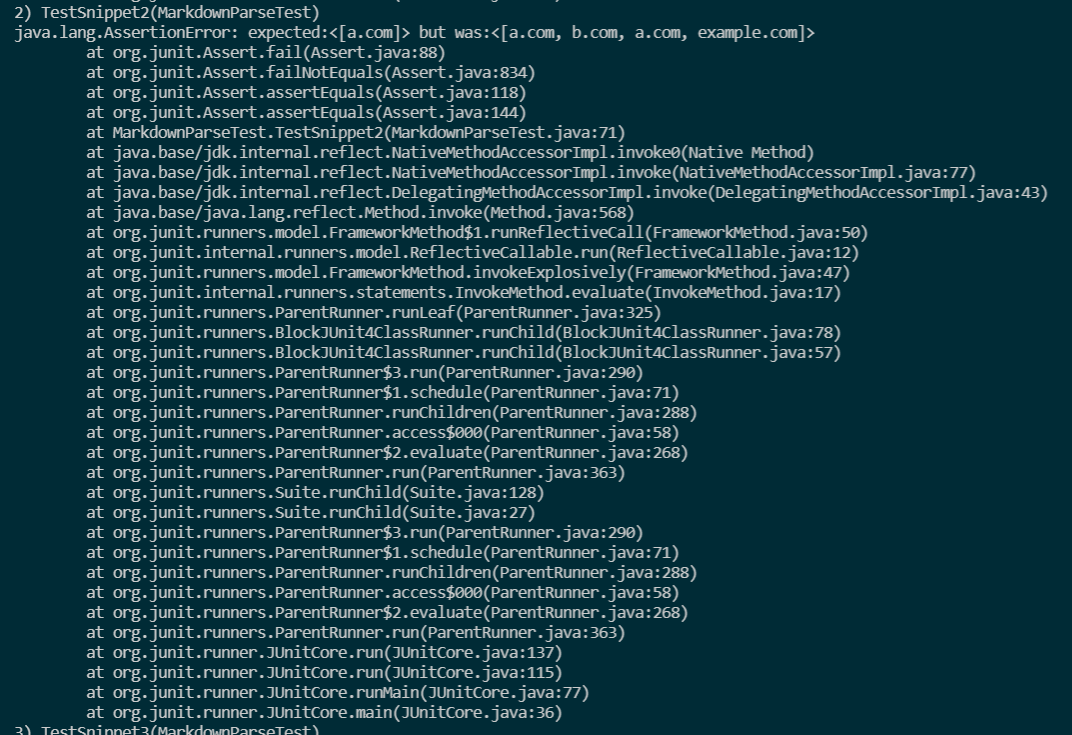 2) TestSnippet2(MarkdownParseTest)
java.lang.AssertionError: expected:<[a.com]> but was:<[a.com, b.com, a.com, example.com]>
        at org.junit.Assert.fail(Assert.java:88)
        at org.junit.Assert.failNotEquals(Assert.java:834)
        at org.junit.Assert.assertEquals(Assert.java:118)
        at org.junit.Assert.assertEquals(Assert.java:144)
        at MarkdownParseTest.TestSnippet2(MarkdownParseTest.java:71)
        at java.base/jdk.internal.reflect.NativeMethodAccessorImpl.invoke0(Native Method)
        at java.base/jdk.internal.reflect.NativeMethodAccessorImpl.invoke(NativeMethodAccessorImpl.java:77)
        at java.base/jdk.internal.reflect.DelegatingMethodAccessorImpl.invoke(DelegatingMethodAccessorImpl.java:43)
        at java.base/java.lang.reflect.Method.invoke(Method.java:568)
        at org.junit.runners.model.FrameworkMethod$1.runReflectiveCall(FrameworkMethod.java:50)
        at org.junit.internal.runners.model.ReflectiveCallable.run(ReflectiveCallable.java:12)
        at org.junit.runners.model.FrameworkMethod.invokeExplosively(FrameworkMethod.java:47)
        at org.junit.internal.runners.statements.InvokeMethod.evaluate(InvokeMethod.java:17)
        at org.junit.runners.ParentRunner.runLeaf(ParentRunner.java:325)
        at org.junit.runners.BlockJUnit4ClassRunner.runChild(BlockJUnit4ClassRunner.java:78)
        at org.junit.runners.BlockJUnit4ClassRunner.runChild(BlockJUnit4ClassRunner.java:57)
        at org.junit.runners.ParentRunner$3.run(ParentRunner.java:290)
        at org.junit.runners.ParentRunner$1.schedule(ParentRunner.java:71)
        at org.junit.runners.ParentRunner.runChildren(ParentRunner.java:288)
        at org.junit.runners.ParentRunner.access$000(ParentRunner.java:58)
        at org.junit.runners.ParentRunner$2.evaluate(ParentRunner.java:268)
        at org.junit.runners.ParentRunner.run(ParentRunner.java:363)
        at org.junit.runners.Suite.runChild(Suite.java:128)
        at org.junit.runners.Suite.runChild(Suite.java:27)
        at org.junit.runners.ParentRunner$3.run(ParentRunner.java:290)
        at org.junit.runners.ParentRunner$1.schedule(ParentRunner.java:71)
        at org.junit.runners.ParentRunner.runChildren(ParentRunner.java:288)
        at org.junit.runners.ParentRunner.access$000(ParentRunner.java:58)
        at org.junit.runners.ParentRunner$2.evaluate(ParentRunner.java:268)
        at org.junit.runners.ParentRunner.run(ParentRunner.java:363)
        at org.junit.runner.JUnitCore.run(JUnitCore.java:137)
        at org.junit.runner.JUnitCore.run(JUnitCore.java:115)
        at org.junit.runner.JUnitCore.runMain(JUnitCore.java:77)
        at org.junit.runner.JUnitCore.main(JUnitCore.java:36)
3) TestSnippet3(MarkdownParseTest)